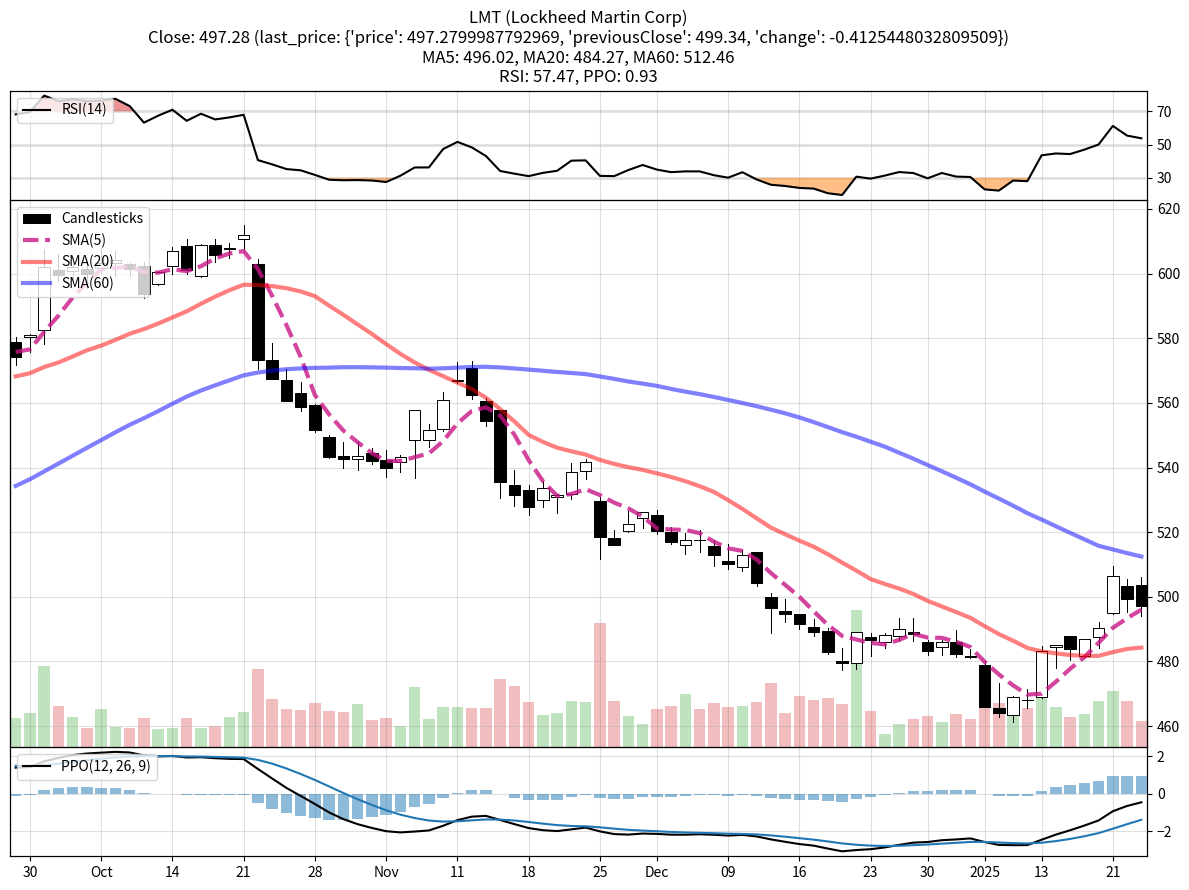 LMT (Lockheed Martin Corp)
Close: 497.28 (last_price: {'price': 497.2799987792969, 'previousClose': 499.34, 'change': -0.4125448032809509})
MA5: 496.02, MA20: 484.27, MA60: 512.46
RSI: 57.47, PPO: 0.93
RSI(14)
70
50
30
Candlesticks
SMA(5)
SMA(20)
SMA(60)
620
600
580
560
540
520
500
480
460
PPO(12, 26, 9)
2
0
−2
30 Oct 14 21 28 Nov 11 18 25 Dec 09 16 23 30 2025 13 21